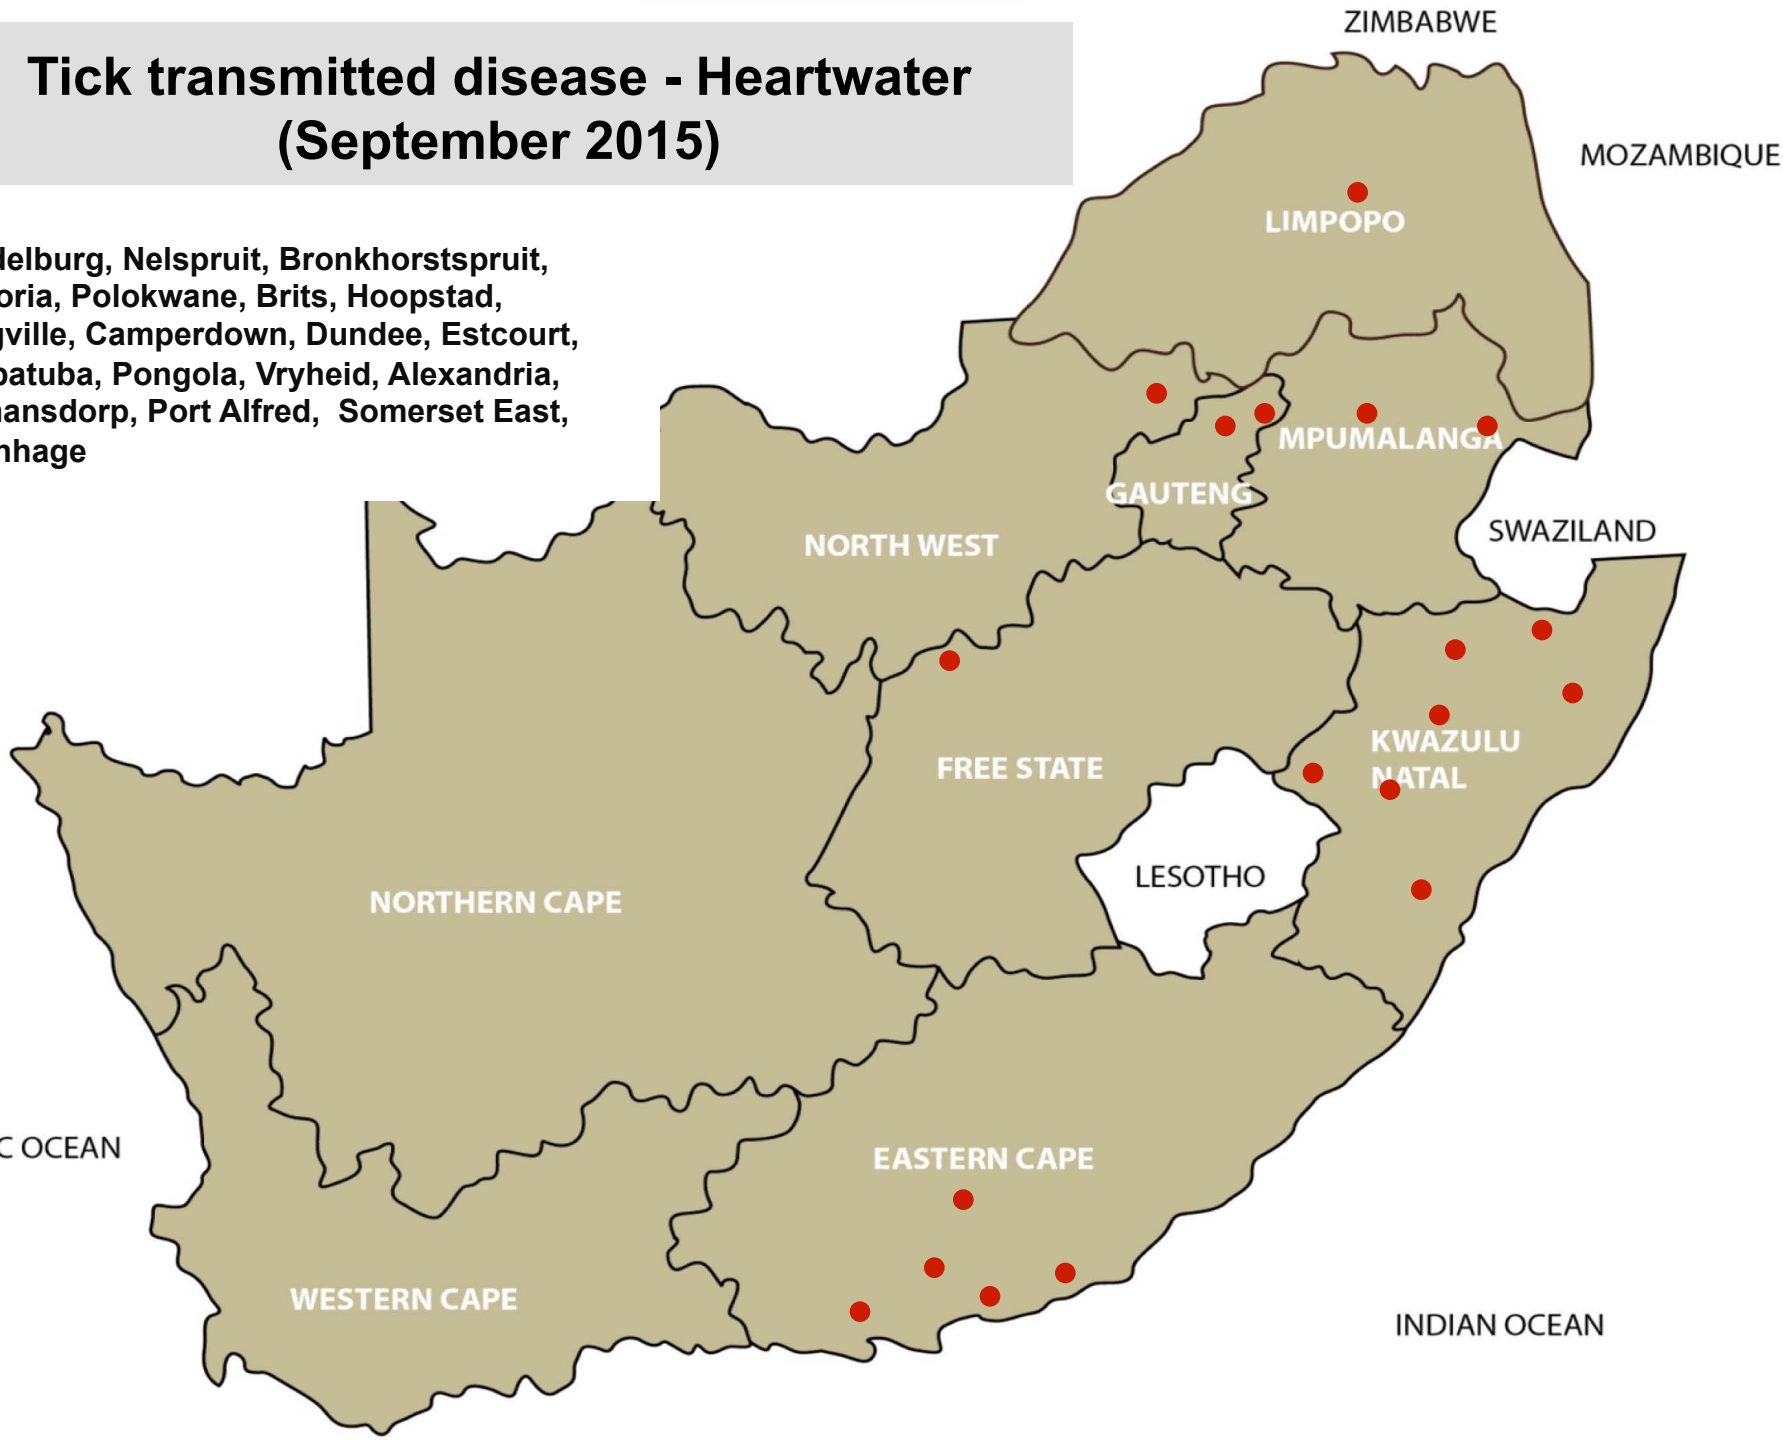 Tick transmitted disease - Heartwater
(September 2015)
delburg, Nelspruit, Bronkhorstspruit,
oria, Polokwane, Brits, Hoopstad,
gville, Camperdown, Dundee, Estcourt,
batuba, Pongola, Vryheid, Alexandria,
ansdorp, Port Alfred, Somerset East,
nhage
ZIMBABWE
MOZAMBIQUE
LIMPOPO
MPUMALANGA
GAUTENG
SWAZILAND
NORTH WEST
KWAZULU
NATAL
FREE STATE
LESOTHO
NORTHERN CAPE
C OCEAN
EASTERN CAPE
WESTERN CAPE
INDIAN OCEAN